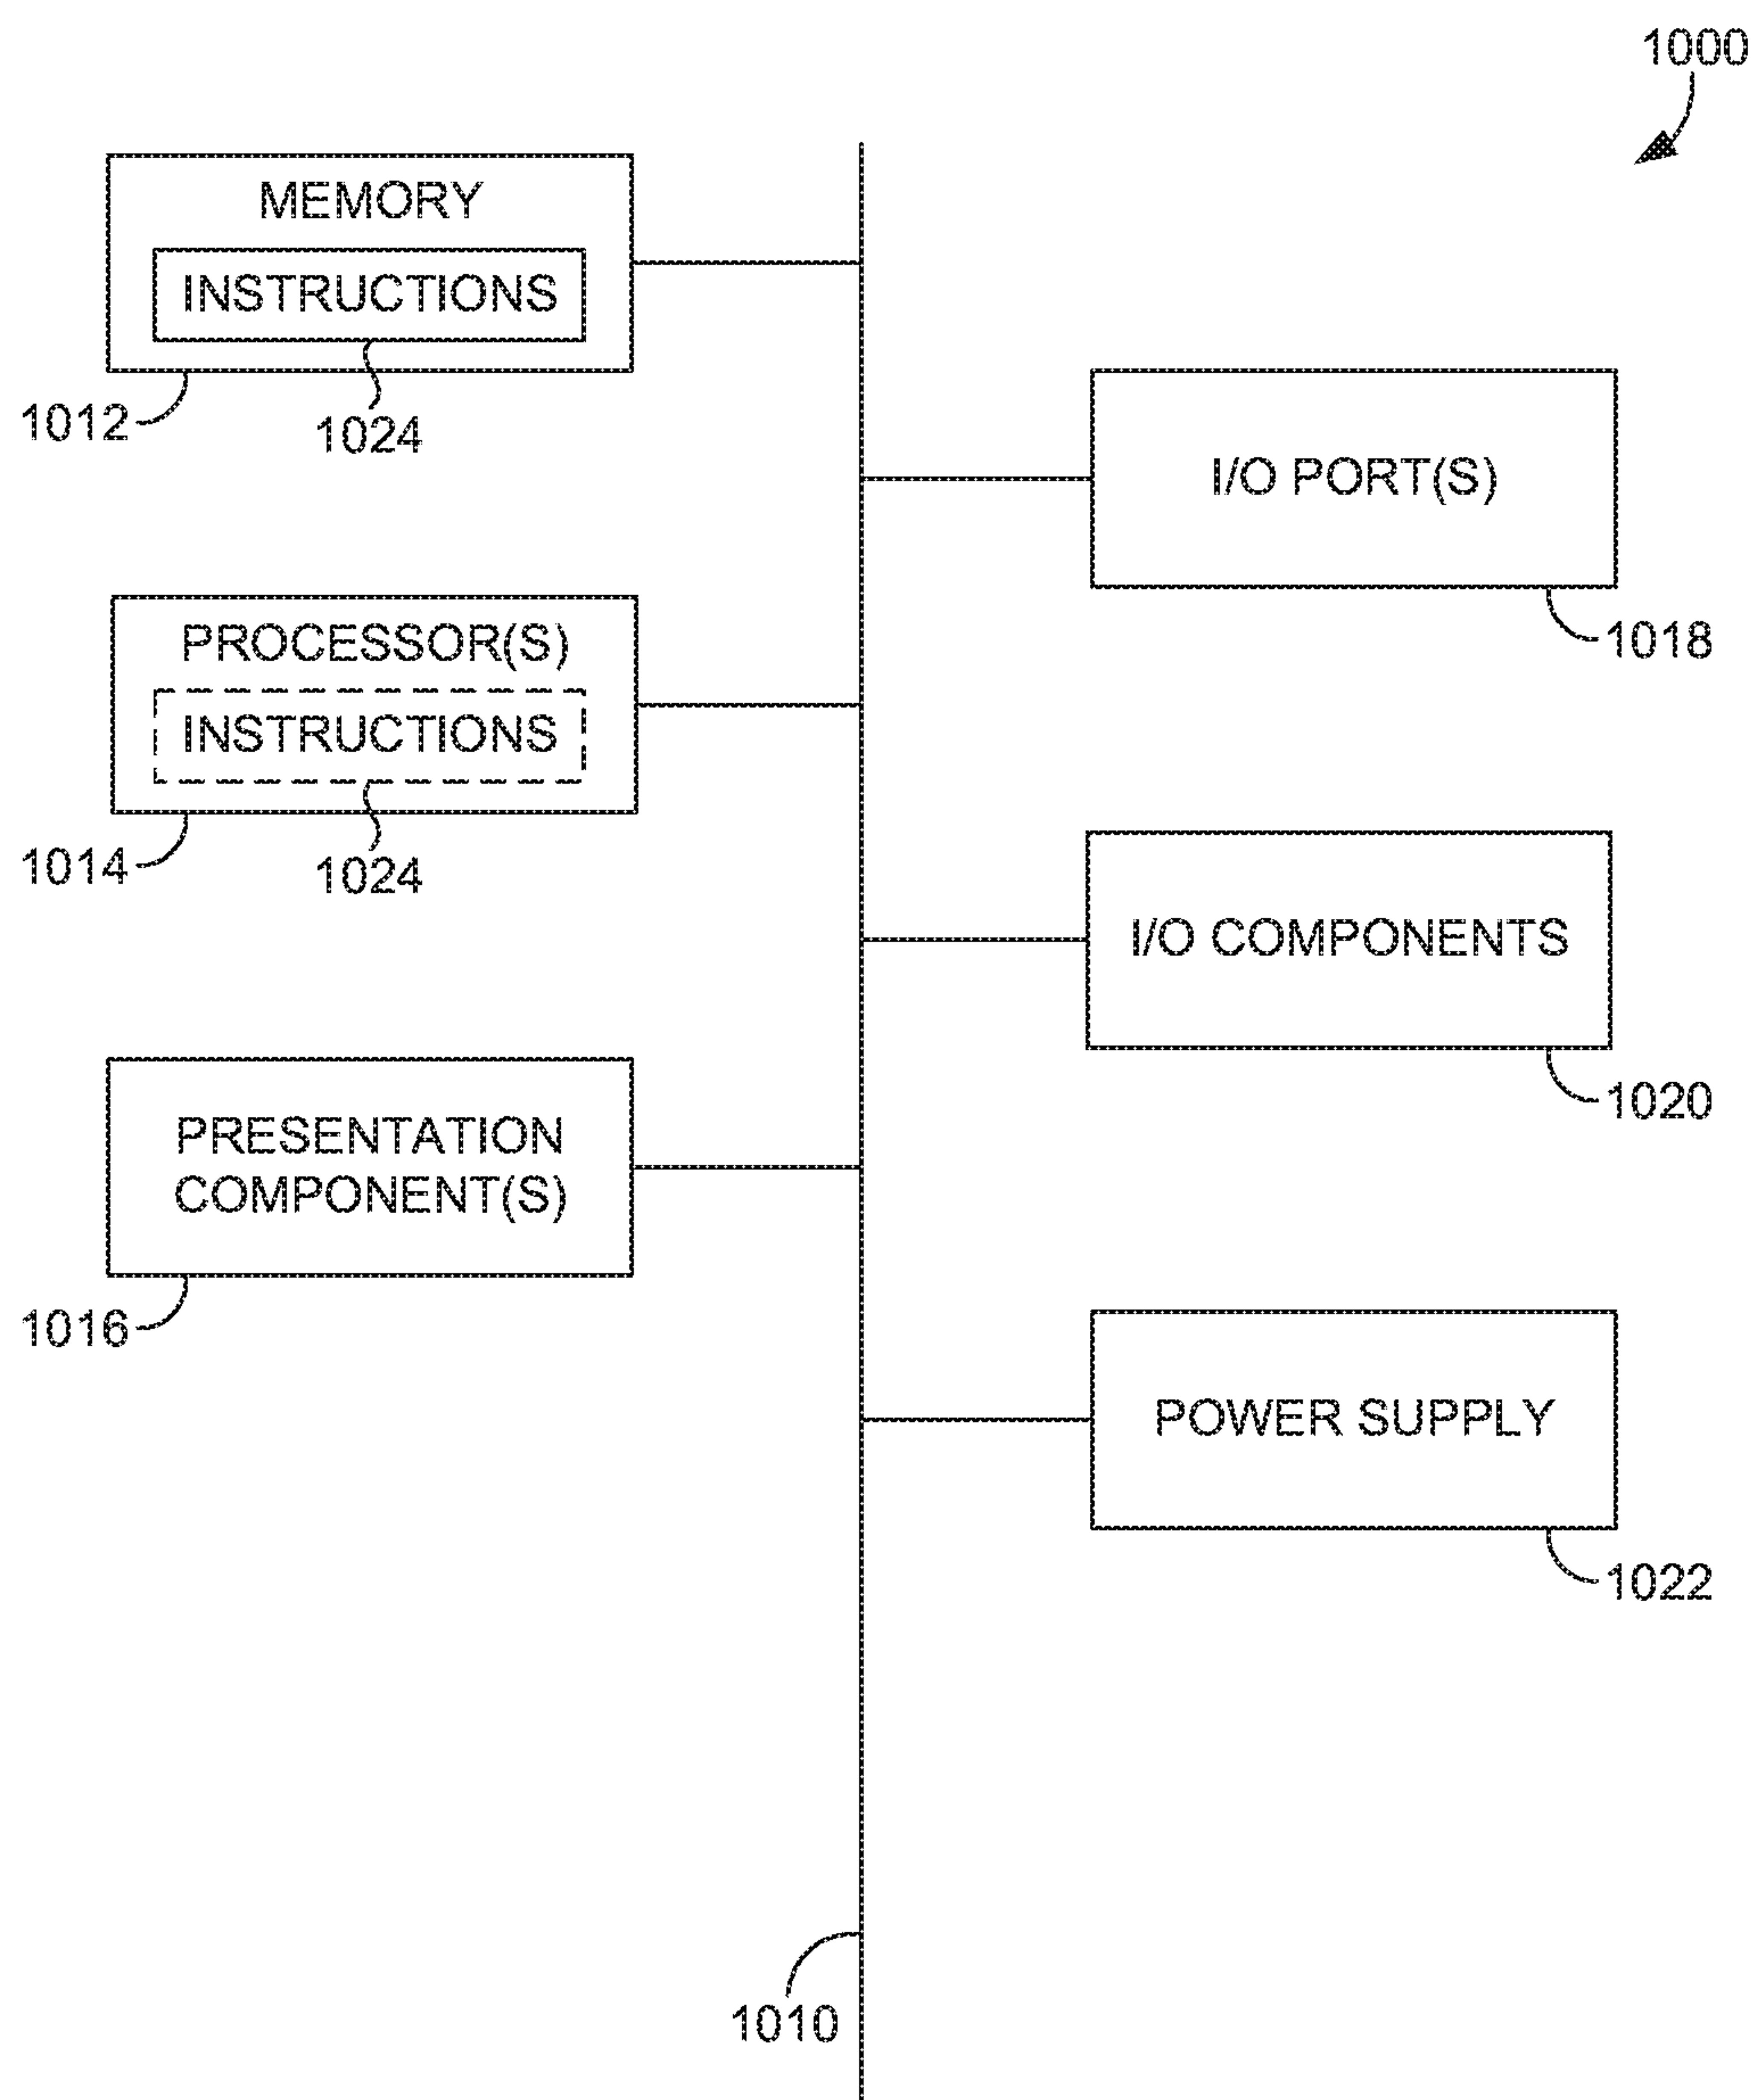 1000
MEMORY
INSTRUCTIONS
1012
1024
I/O PORT(S)
1018
PROCESSOR(S)
INSTRUCTIONS
1014
1024
I/O COMPONENTS
1020
PRESENTATION
COMPONENT(S)
1016
POWER SUPPLY
1022
1010